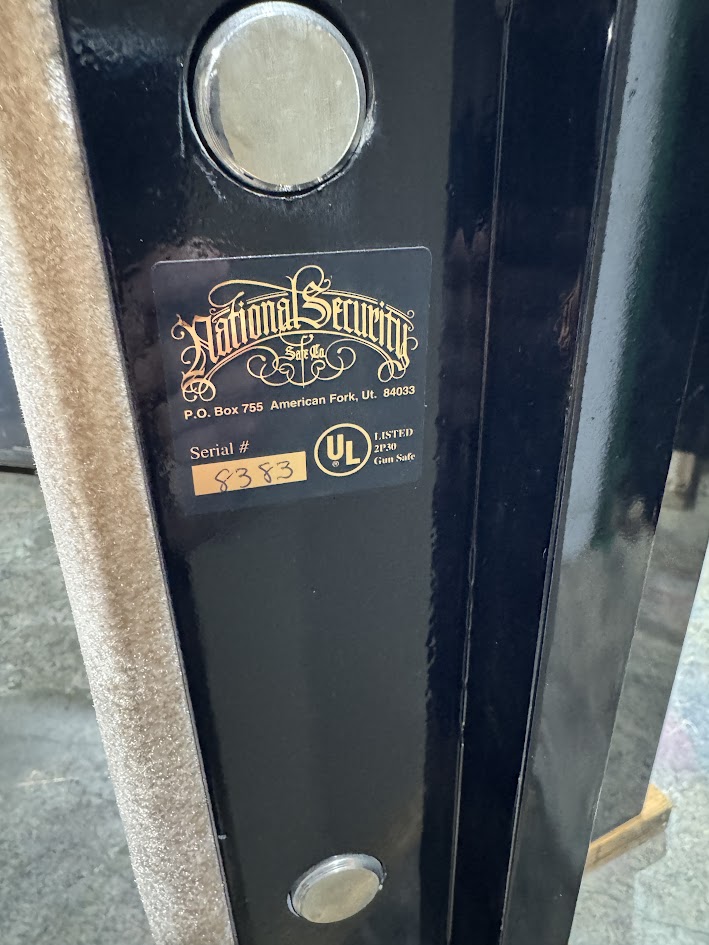 National Security
Safe Co.
P.O. Box 755 American Fork, Ut. 84033
Serial #
8383
UL
®
LISTED
2P30
Gun Safe